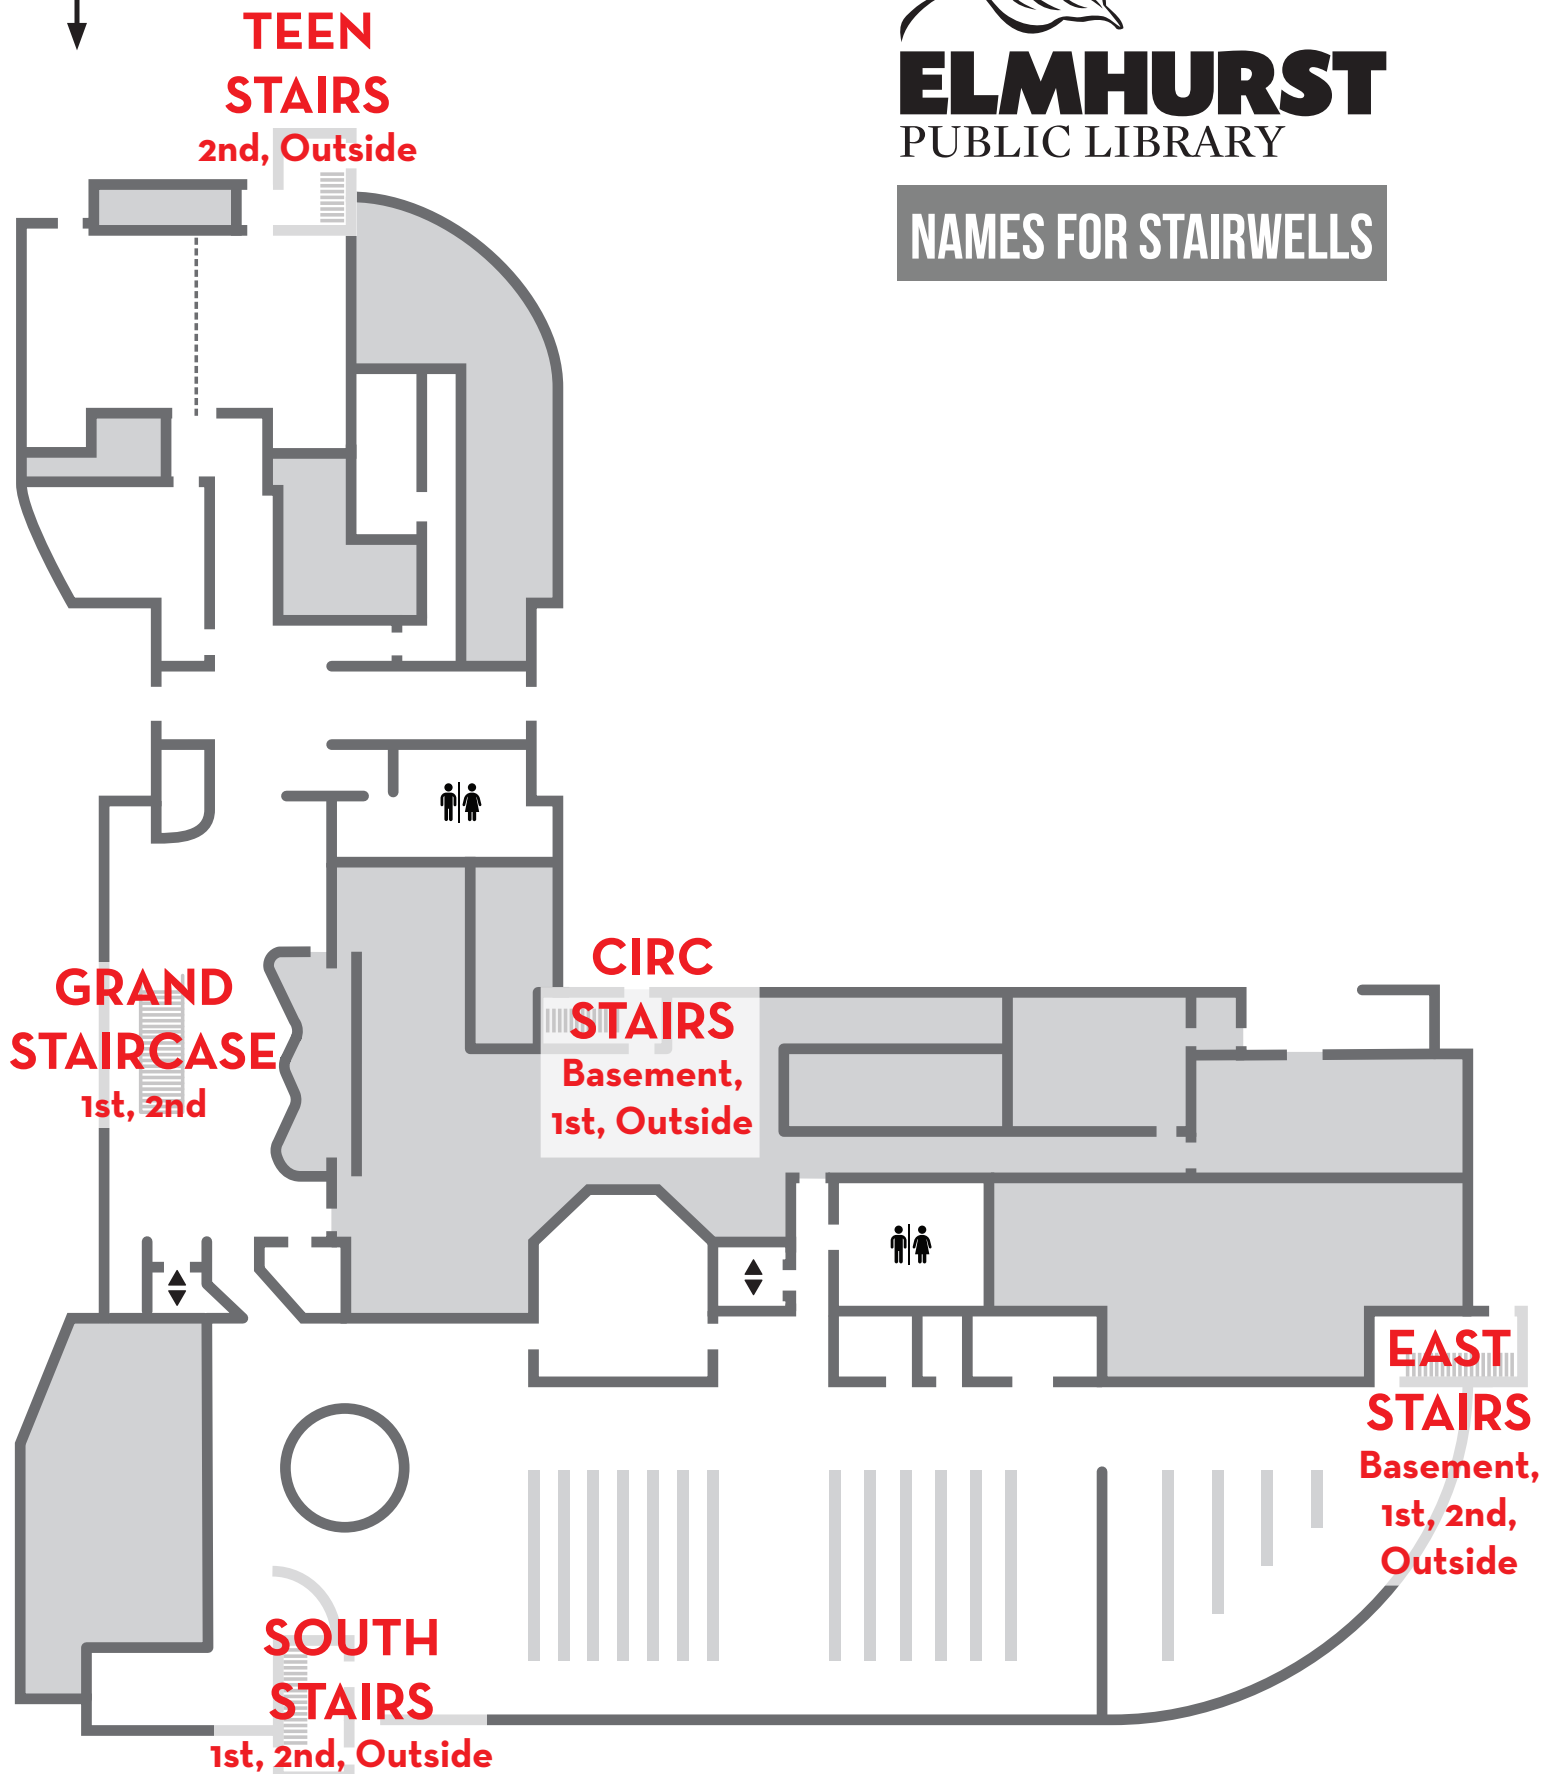 TEEN
STAIRS
2nd, Outside
ELMHURST
PUBLIC LIBRARY
NAMES FOR STAIRWELLS
GRAND
STAIRCASE
1st, 2nd
CIRC
STAIRS
Basement,
1st, Outside
EAST
STAIRS
Basement,
1st, 2nd,
Outside
SOUTH
STAIRS
1st, 2nd, Outside